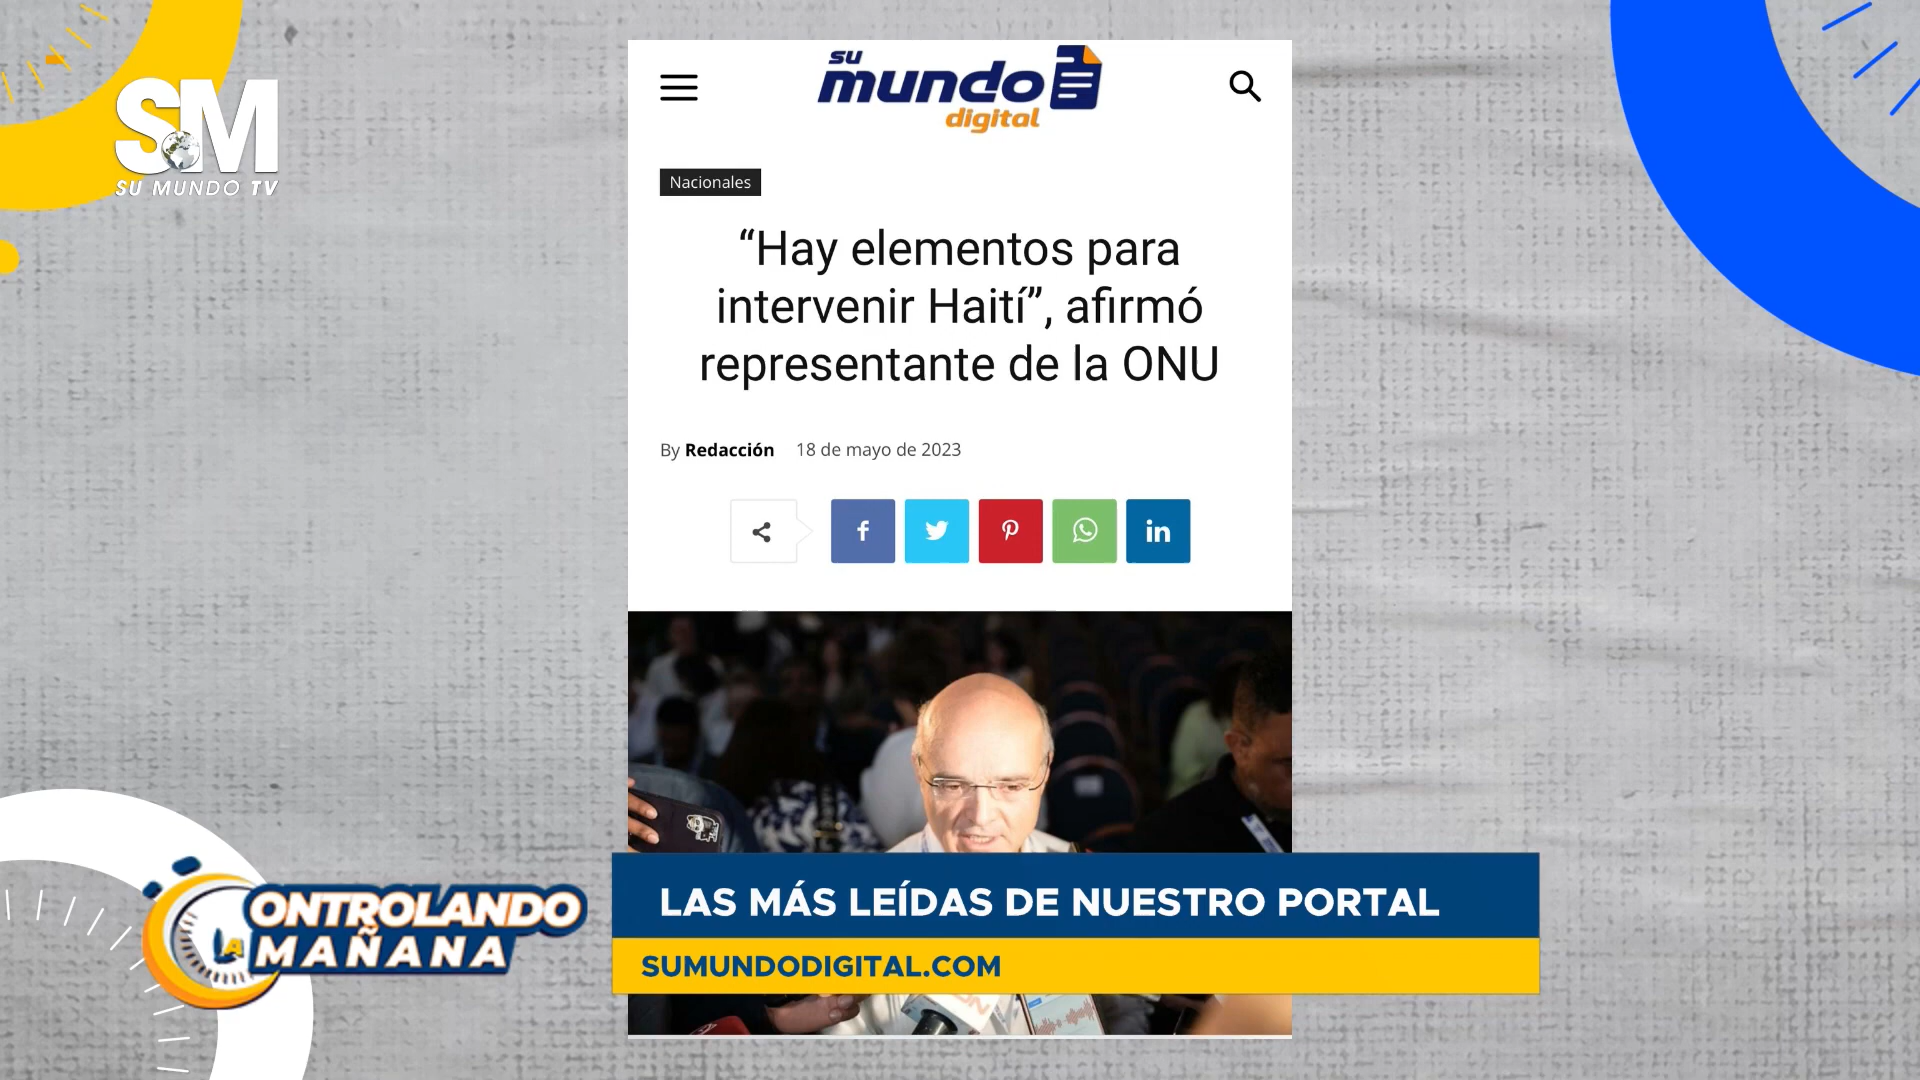 SM
SU MUNDO TV
su
mundo
digital
Nacionales
“Hay elementos para
intervenir Haití”, afirmó
representante de la ONU
By Redacción 18 de mayo de 2023
LAS MÁS LEÍDAS DE NUESTRO PORTAL
SUMUNDODIGITAL.COM
CONTROLANDO
LA MAÑANA